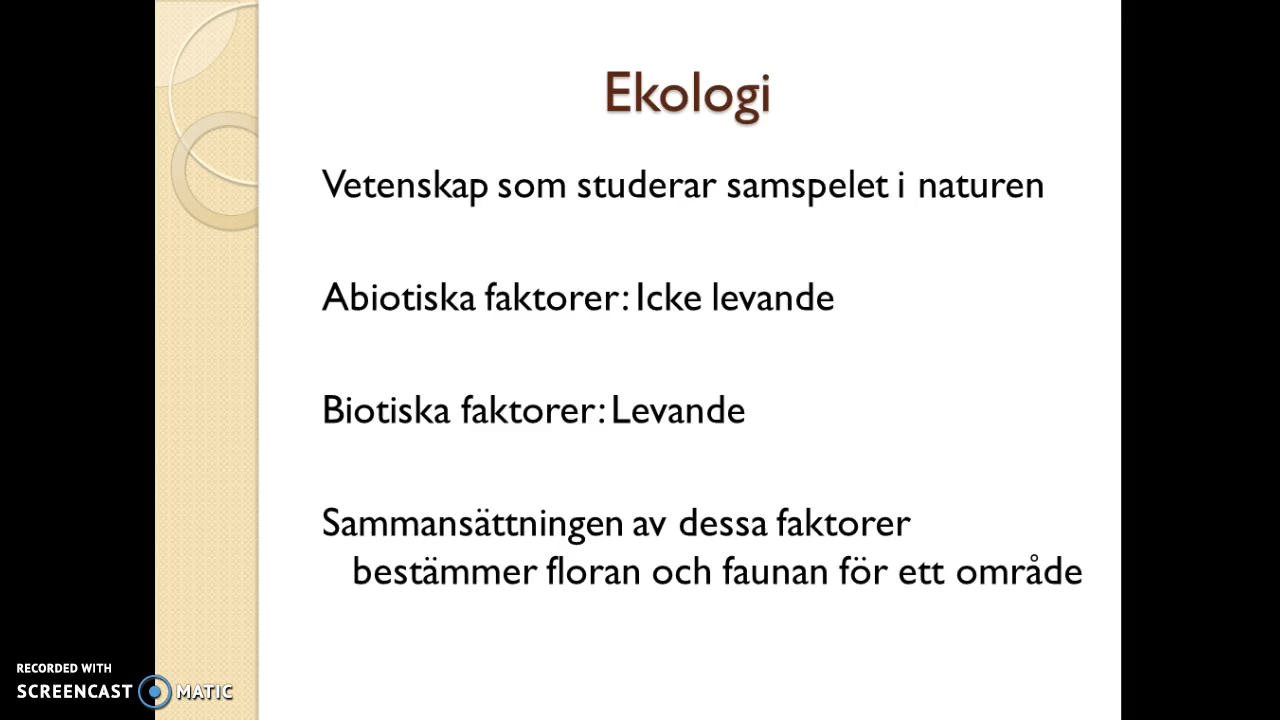 Ekologi
Vetenskap som studerar samspelet i naturen
Abiotiska faktorer: Icke levande
Biotiska faktorer: Levande
Sammansättningen av dessa faktorer
bestämmer floran och faunan för ett område
RECORDED WITH
SCREENCAST MATIC